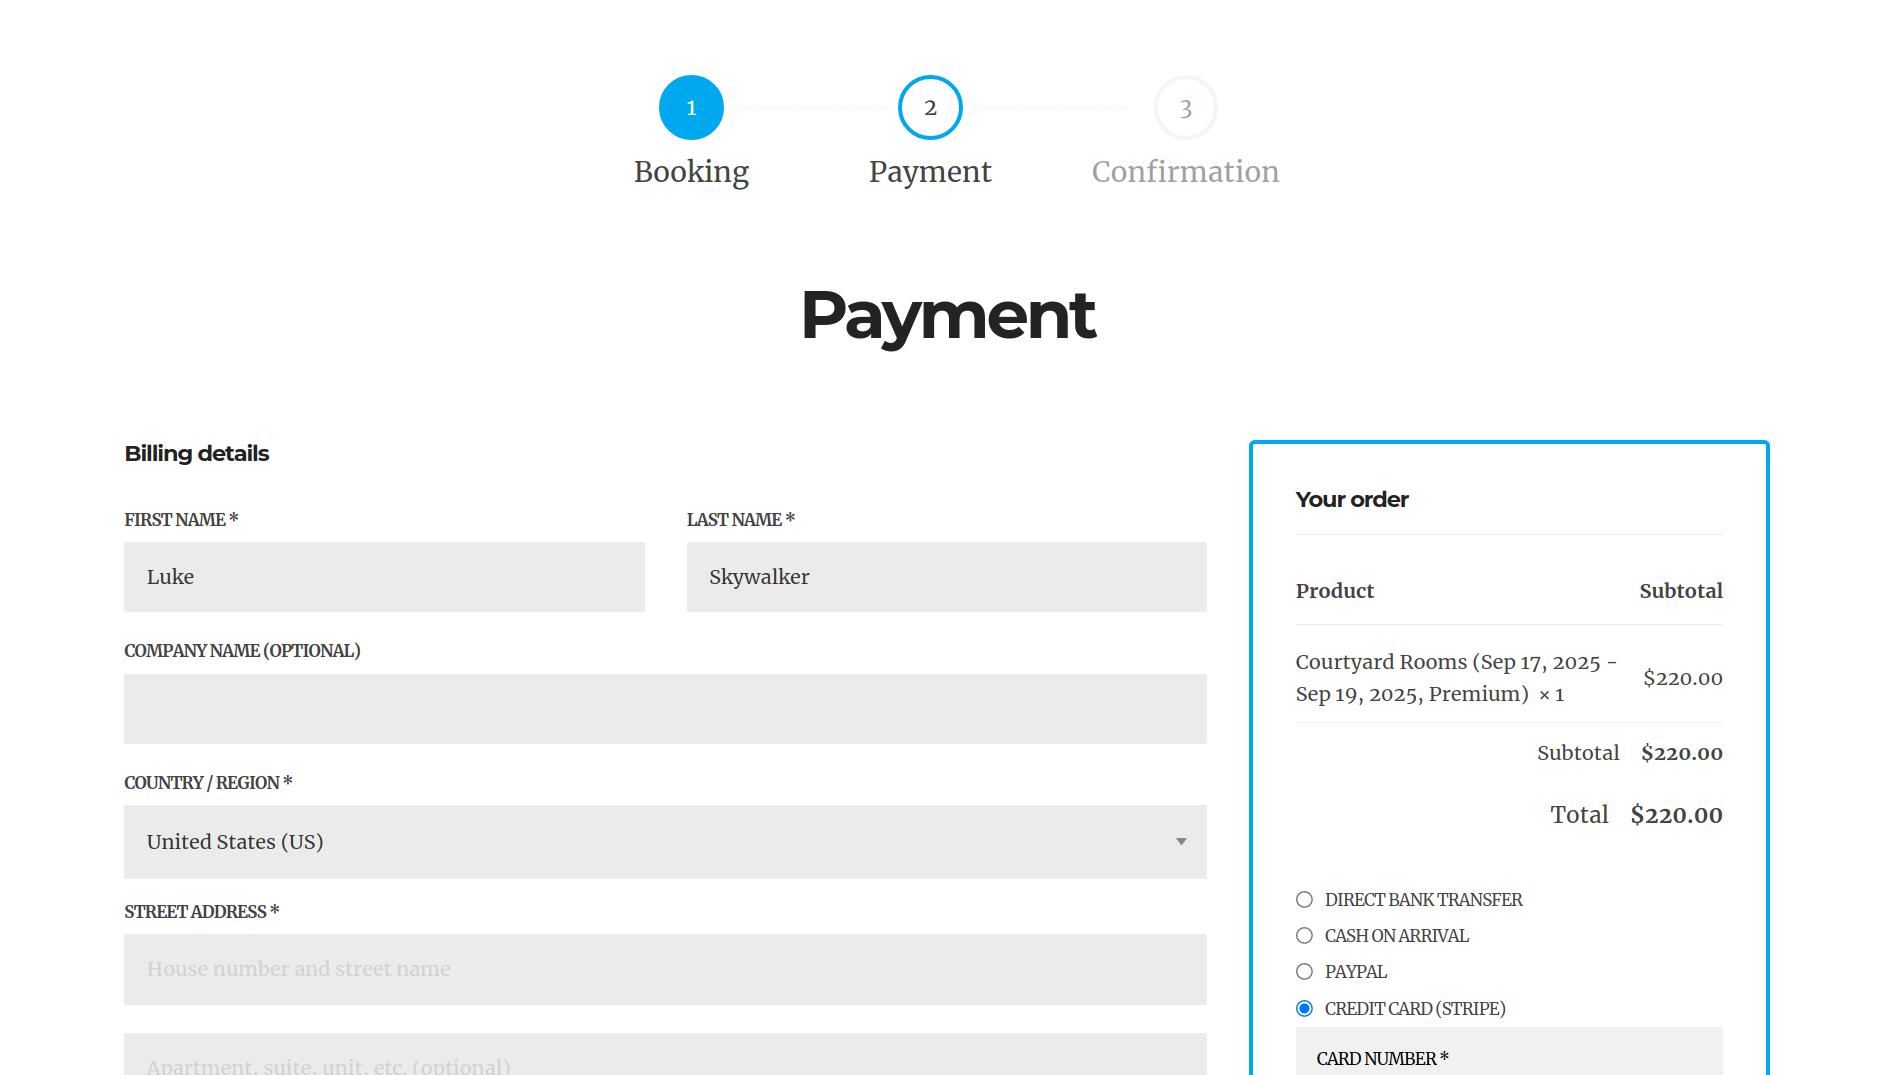 1
2
3
Booking
Payment
Confirmation
Payment
Billing details
FIRST NAME *
LAST NAME *
Luke
Skywalker
COMPANY NAME (OPTIONAL)
COUNTRY / REGION *
United States (US)
STREET ADDRESS *
House number and street name
Apartment, suite, unit, etc. (optional)
Your order
Product
Subtotal
Courtyard Rooms (Sep 17, 2025 -
Sep 19, 2025, Premium) × 1
$220.00
Subtotal $220.00
Total $220.00
DIRECT BANK TRANSFER
CASH ON ARRIVAL
PAYPAL
CREDIT CARD (STRIPE)
CARD NUMBER *